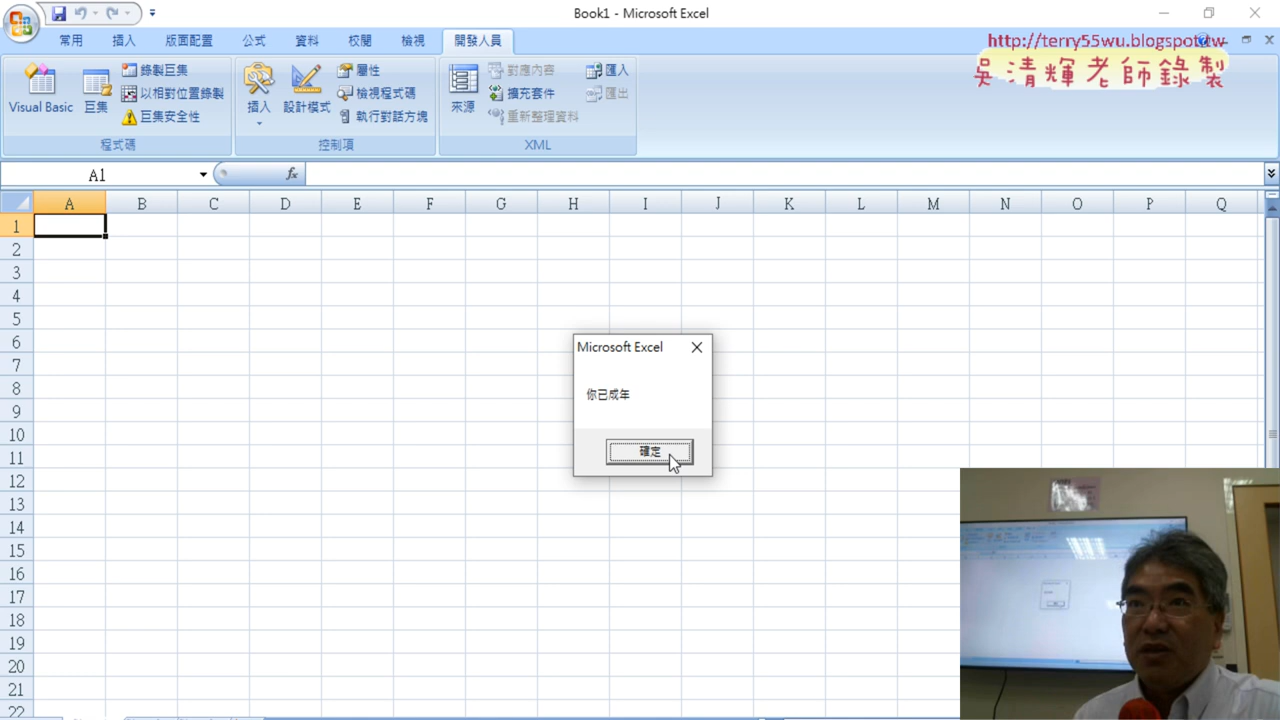 Book1 - Microsoft Excel
常用 插入 版面配置 公式 資料 校閱 檢視 開發人員
http://terry55wu.blogspot.tw
吳清輝老師錄製
Visual Basic
巨集
錄製巨集
以相對位置錄製
巨集安全性
程式碼
插入
設計模式
屬性
檢視程式碼
執行對話方塊
控制項
來源
對應內容
擴充套件
重新整理資料
匯入
匯出
XML
A1
fx
A B C D E F G H I J K L M N O P Q
1
2
3
4
5
6
7
8
9
10
11
12
13
14
15
16
17
18
19
20
21
22
Microsoft Excel
你已成年
確定